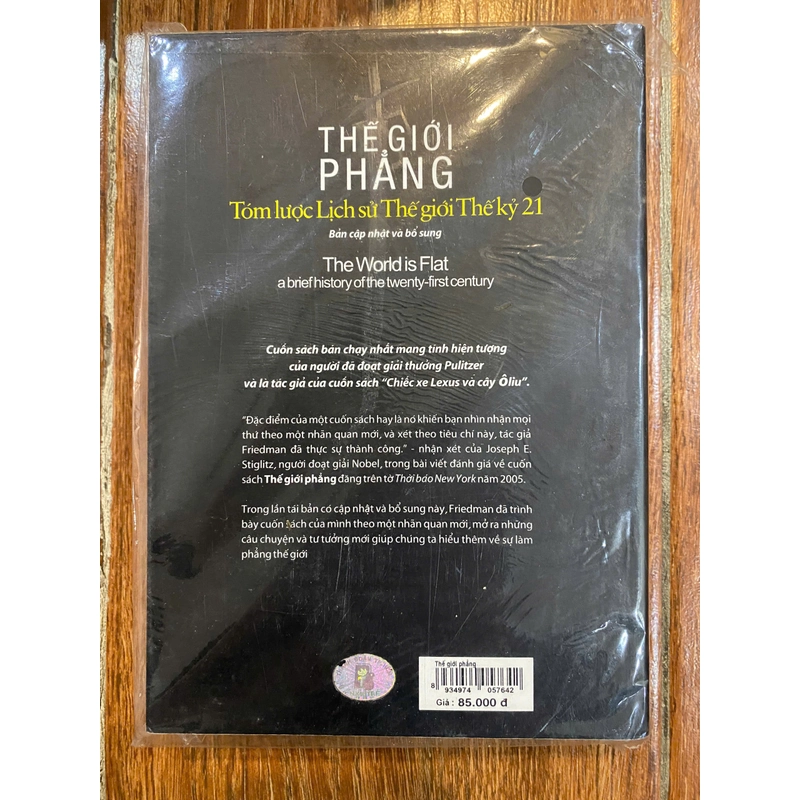 THẾ GIỚI
PHẲNG
Tóm lược Lịch sử Thế giới Thế kỷ 21
Bản cập nhật và bổ sung
The World is Flat
a brief history of the twenty-first century
Cuốn sách bán chạy nhất mang tính hiện tượng
của người đã đoạt giải thưởng Pulitzer
và là tác giả của cuốn sách “Chiếc xe Lexus và cây Ôliu”.
“Đặc điểm của một cuốn sách hay là nó khiến bạn nhìn nhận mọi
thứ theo một nhãn quan mới, và xét theo tiêu chí này, tác giả
Friedman đã thực sự thành công.” - nhận xét của Joseph E.
Stiglitz, người đoạt giải Nobel, trong bài viết đánh giá về cuốn
sách Thế giới phẳng đăng trên tờ Thời báo New York năm 2005.
Trong lần tái bản có cập nhật và bổ sung này, Friedman đã trình
bày cuốn sách của mình theo một nhãn quan mới, mở ra những
câu chuyện và tư tưởng mới giúp chúng ta hiểu thêm về sự làm
phẳng thế giới
Thế giới phẳng
8 934974 057642
Giá : 85.000 đ